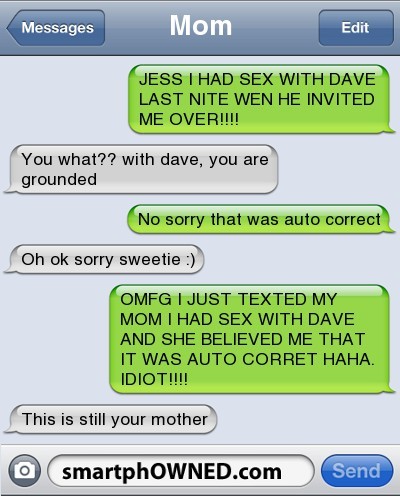 Messages
Mom
Edit
JESS I HAD SEX WITH DAVE
LAST NITE WEN HE INVITED
ME OVER!!!!
You what?? with dave, you are
grounded
No sorry that was auto correct
Oh ok sorry sweetie :)
OMFG I JUST TEXTED MY
MOM I HAD SEX WITH DAVE
AND SHE BELIEVED ME THAT
IT WAS AUTO CORRET HAHA.
IDIOT!!!!
This is still your mother
smartphOWNED.com
Send